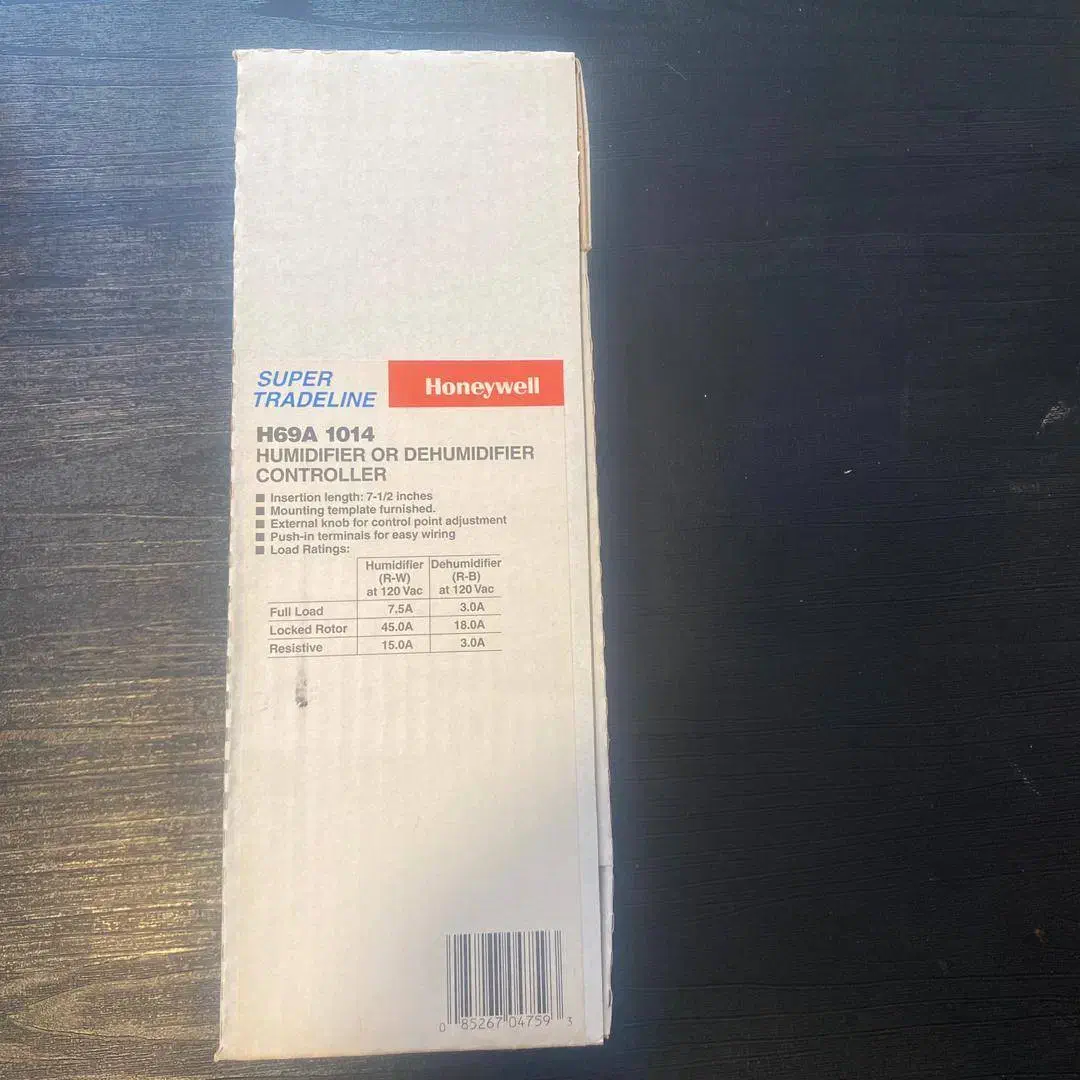 SUPER
TRADELINE
Honeywell
H69A 1014
HUMIDIFIER OR DEHUMIDIFIER
CONTROLLER
■ Insertion length: 7-1/2 inches
■ Mounting template furnished.
■ External knob for control point adjustment
■ Push-in terminals for easy wiring
■ Load Ratings:
Humidifier Dehumidifier
(R-W) (R-B)
at 120 Vac at 120 Vac
Full Load 7.5A 3.0A
Locked Rotor 45.0A 18.0A
Resistive 15.0A 3.0A
0 85267 04759 3